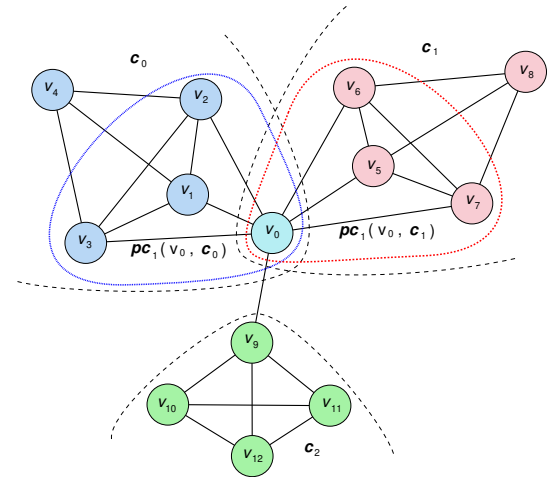 c0
c1
v4
v2
v6
v8
v5
v1
v7
v3
v0
pc1(v0, c0)
pc1(v0, c1)
v9
v10
v11
v12
c2